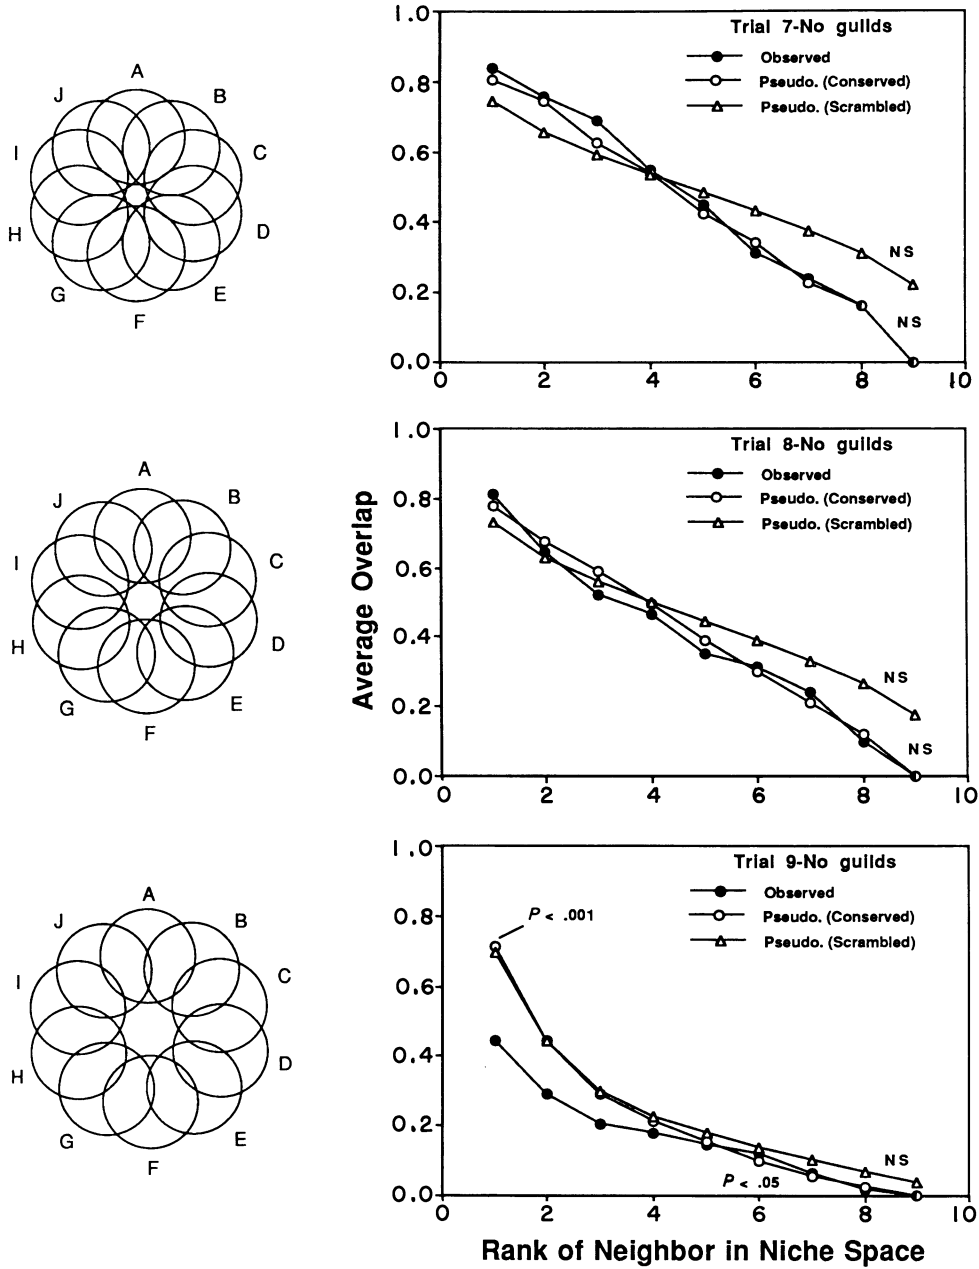 A
B
C
D
E
F
G
H
I
J
1.0
0.8
0.6
0.4
0.2
0.0
0 2 4 6 8 10
Trial 7-No guilds
Observed
Pseudo. (Conserved)
Pseudo. (Scrambled)
NS
NS
A
B
C
D
E
F
G
H
I
J
Average Overlap
1.0
0.8
0.6
0.4
0.2
0.0
0 2 4 6 8 10
Trial 8-No guilds
Observed
Pseudo. (Conserved)
Pseudo. (Scrambled)
NS
NS
A
B
C
D
E
F
G
H
I
J
1.0
0.8
0.6
0.4
0.2
0.0
0 2 4 6 8 10
Trial 9-No guilds
Observed
Pseudo. (Conserved)
Pseudo. (Scrambled)
P < .001
NS
P < .05
Rank of Neighbor in Niche Space